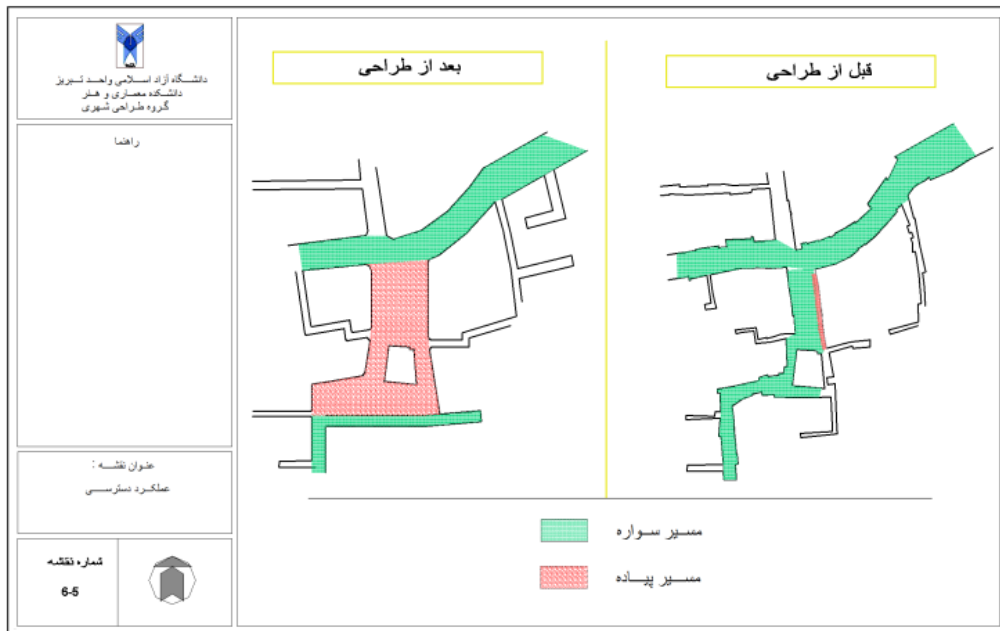 دانشگاه آزاد اسلامی واحد تبریز
دانشکده معماری و هنر
گروه طراحی شهری
راهنما
عنوان نقشه :
عملکرد دسترسی
شماره نقشه
6-5
قبل از طراحی
بعد از طراحی
مسیر سواره
مسیر پیاده